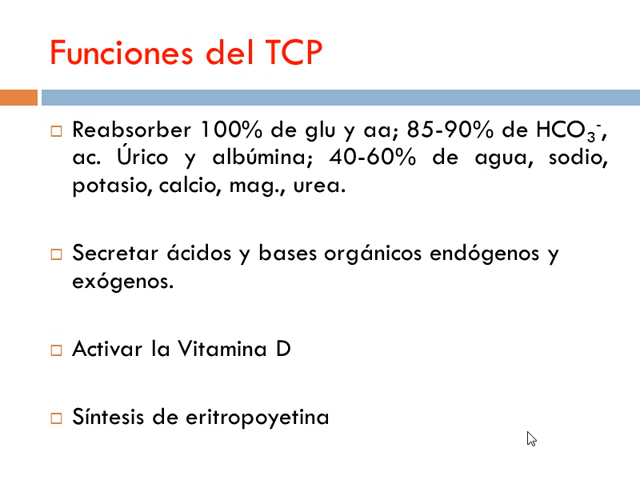 Funciones del TCP
Reabsorber 100% de glu y aa; 85-90% de HCO₃⁻,
ac. Úrico y albúmina; 40-60% de agua, sodio,
potasio, calcio, mag., urea.
Secretar ácidos y bases orgánicos endógenos y
exógenos.
Activar la Vitamina D
Síntesis de eritropoyetina